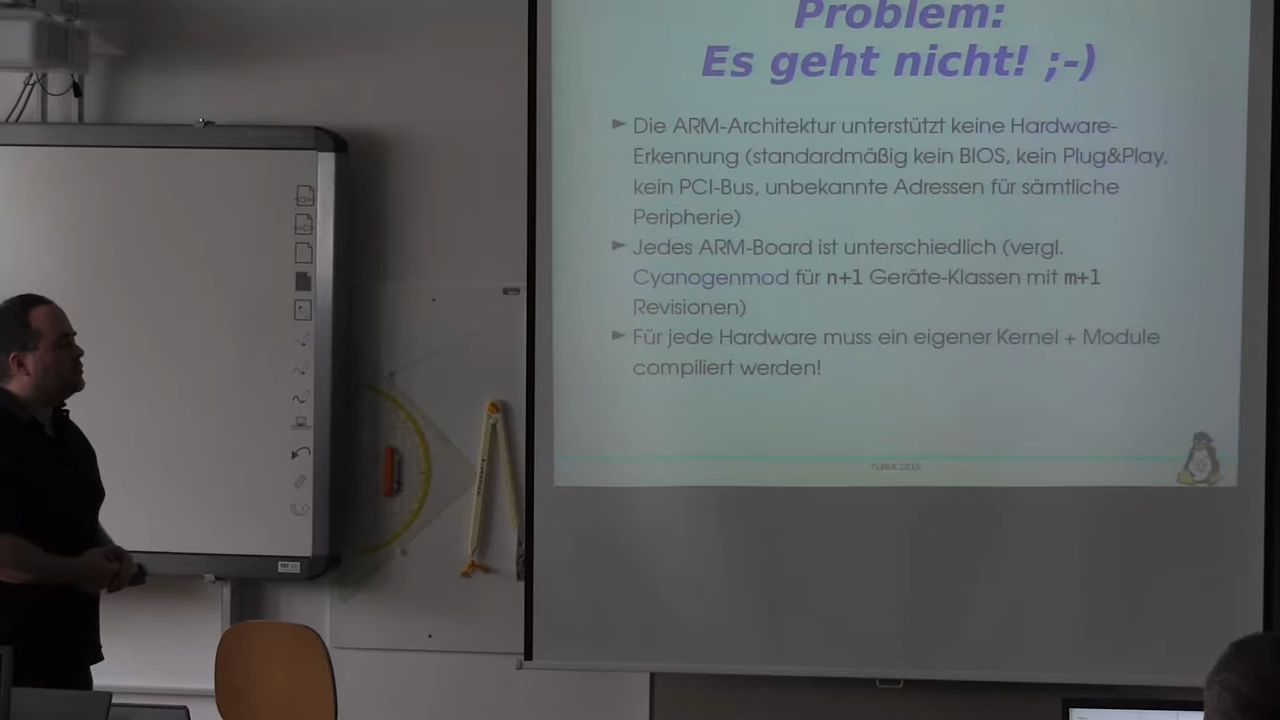 Problem:
Es geht nicht! ;-)
► Die ARM-Architektur unterstützt keine Hardware-
Erkennung (standardmäßig kein BIOS, kein Plug&Play,
kein PCI-Bus, unbekannte Adressen für sämtliche
Peripherie)
► Jedes ARM-Board ist unterschiedlich (vergl.
Cyanogenmod für n+1 Geräte-Klassen mit m+1
Revisionen)
► Für jede Hardware muss ein eigener Kernel + Module
compiliert werden!